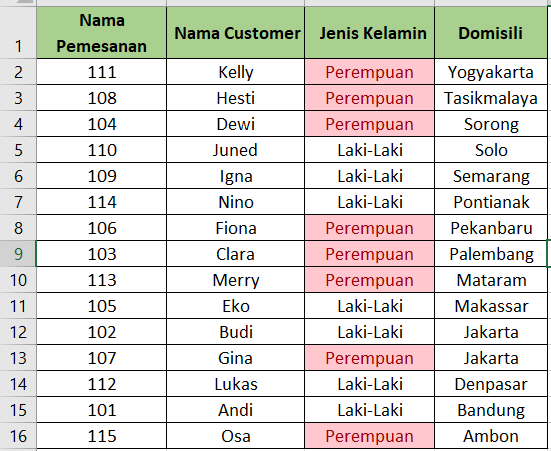 1 Nama Pemesanan Nama Customer Jenis Kelamin Domisili
2 111 Kelly Perempuan Yogyakarta
3 108 Hesti Perempuan Tasikmalaya
4 104 Dewi Perempuan Sorong
5 110 Juned Laki-Laki Solo
6 109 Igna Laki-Laki Semarang
7 114 Nino Laki-Laki Pontianak
8 106 Fiona Perempuan Pekanbaru
9 103 Clara Perempuan Palembang
10 113 Merry Perempuan Mataram
11 105 Eko Laki-Laki Makassar
12 102 Budi Laki-Laki Jakarta
13 107 Gina Perempuan Jakarta
14 112 Lukas Laki-Laki Denpasar
15 101 Andi Laki-Laki Bandung
16 115 Osa Perempuan Ambon